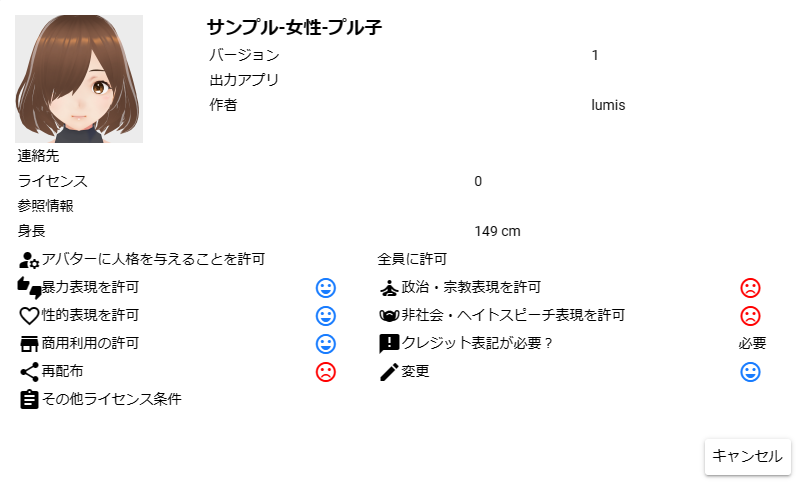 サンプル-女性-プル子
バージョン 1
出力アプリ
作者 lumis
連絡先
ライセンス 0
参照情報
身長 149 cm
アバターに人格を与えることを許可 全員に許可
暴力表現を許可 政治・宗教表現を許可
性的表現を許可 非社会・ヘイトスピーチ表現を許可
商用利用の許可 クレジット表記が必要？ 必要
再配布 変更
その他ライセンス条件
キャンセル